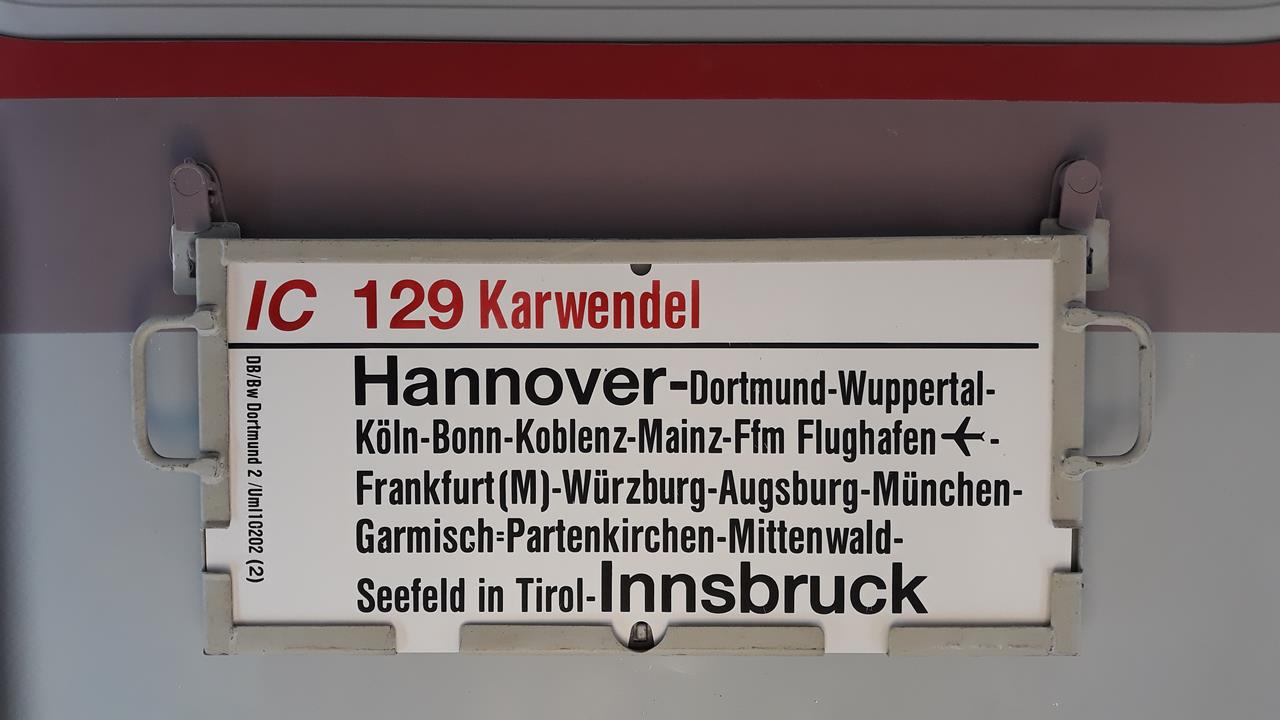 IC 129 Karwendel
Hannover-Dortmund-Wuppertal-
Köln-Bonn-Koblenz-Mainz-Ffm Flughafen✈-
Frankfurt(M)-Würzburg-Augsburg-München-
Garmisch=Partenkirchen-Mittenwald-
Seefeld in Tirol-Innsbruck
DB/Bw Dortmund 2 /Uml10202 (2)